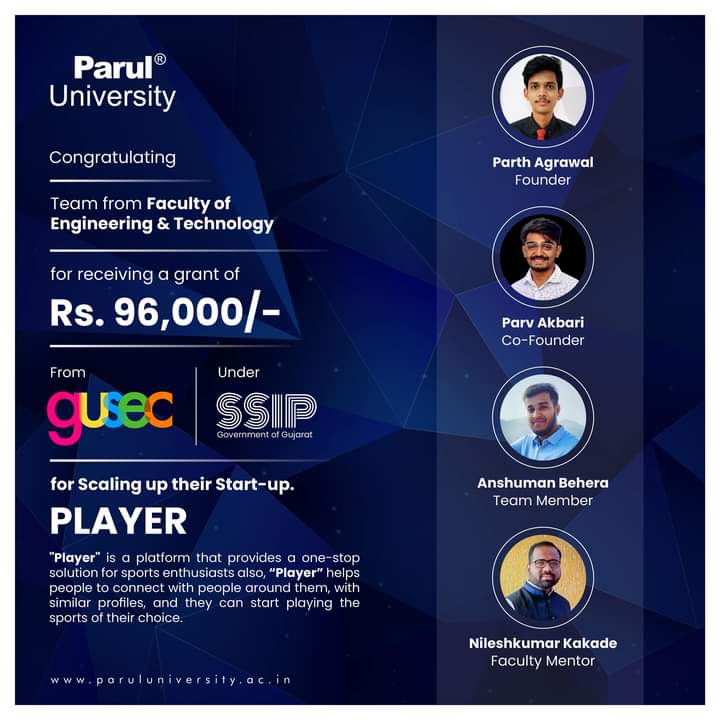 Parul®
University
Congratulating
Team from Faculty of
Engineering & Technology
for receiving a grant of
Rs. 96,000/-
From
gusec
Under
SSIP
Government of Gujarat
for Scaling up their Start-up.
PLAYER
"Player" is a platform that provides a one-stop
solution for sports enthusiasts also, “Player” helps
people to connect with people around them, with
similar profiles, and they can start playing the
sports of their choice.
www.paruluniversity.ac.in
Parth Agrawal
Founder
Parv Akbari
Co-Founder
Anshuman Behera
Team Member
Nileshkumar Kakade
Faculty Mentor